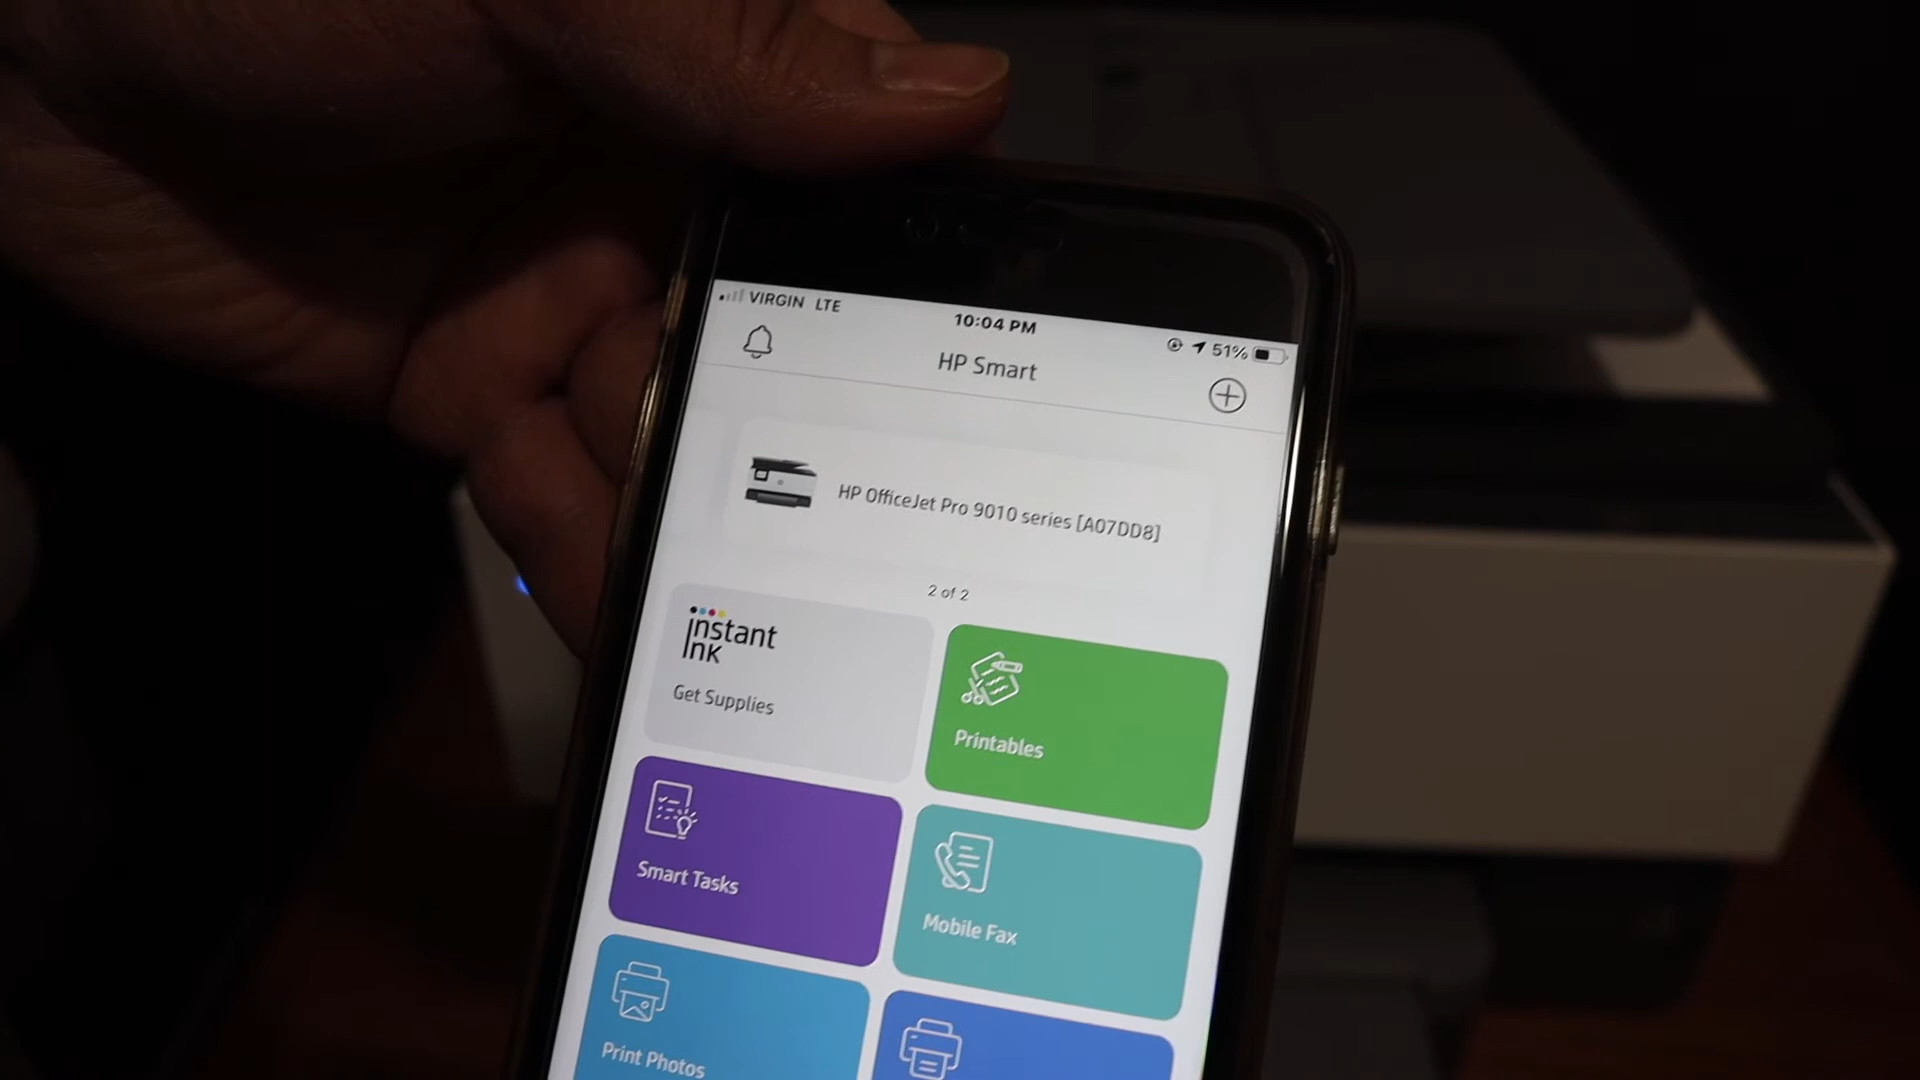 VIRGIN LTE
10:04 PM
51%
HP Smart
HP OfficeJet Pro 9010 series [A07DD8]
2 of 2
instant
ink
Get Supplies
Printables
Smart Tasks
Mobile Fax
Print Photos